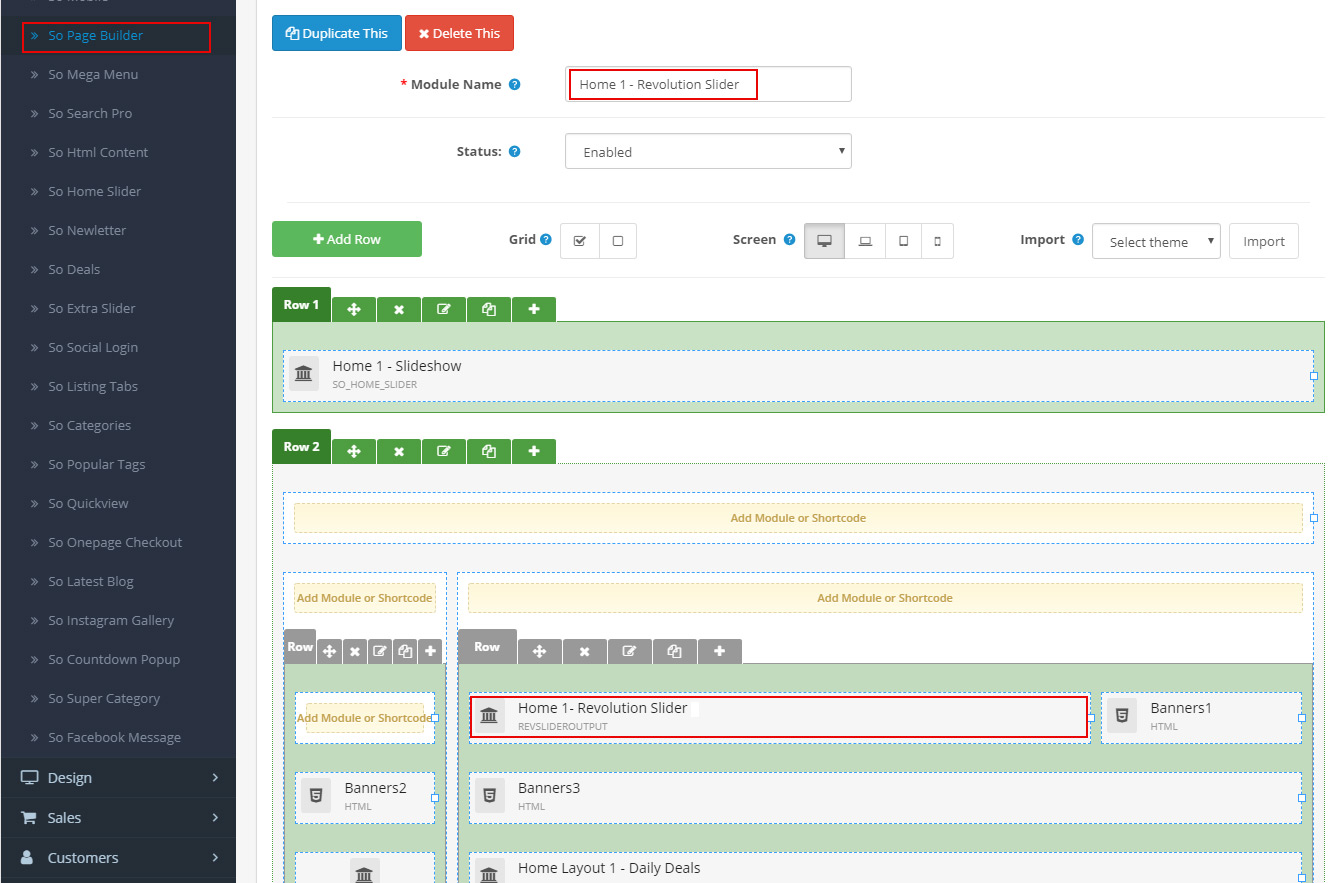 So Mobile
So Page Builder
So Mega Menu
So Search Pro
So Html Content
So Home Slider
So Newletter
So Deals
So Extra Slider
So Social Login
So Listing Tabs
So Categories
So Popular Tags
So Quickview
So Onepage Checkout
So Latest Blog
So Instagram Gallery
So Countdown Popup
So Super Category
So Facebook Message
Design
Sales
Customers
Duplicate This Delete This
* Module Name Home 1 - Revolution Slider
Status: Enabled
Add Row Grid Screen Import Select theme Import
Row 1
Home 1 - Slideshow
SO_HOME_SLIDER
Row 2
Add Module or Shortcode
Add Module or Shortcode Add Module or Shortcode
Row Row
Add Module or Shortcode
Home 1- Revolution Slider
REVSLIDEROUTPUT
Banners1
HTML
Banners2
HTML
Banners3
HTML
Home Layout 1 - Daily Deals